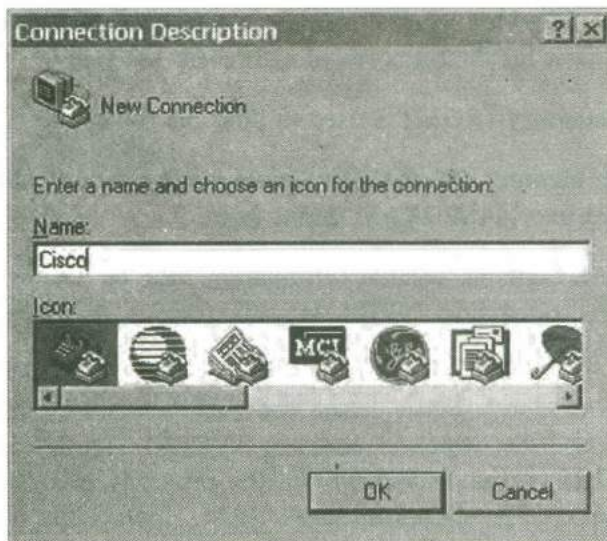 Connection Description
New Connection
Enter a name and choose an icon for the connection:
Name:
Cisco
Icon:
MCI
OK
Cancel